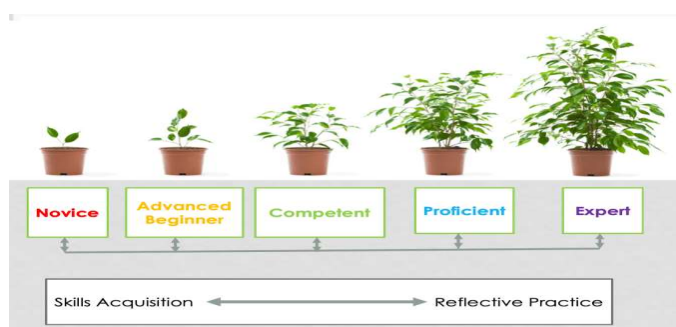 Novice
Advanced
Beginner
Competent
Proficient
Expert
Skills Acquisition
Reflective Practice